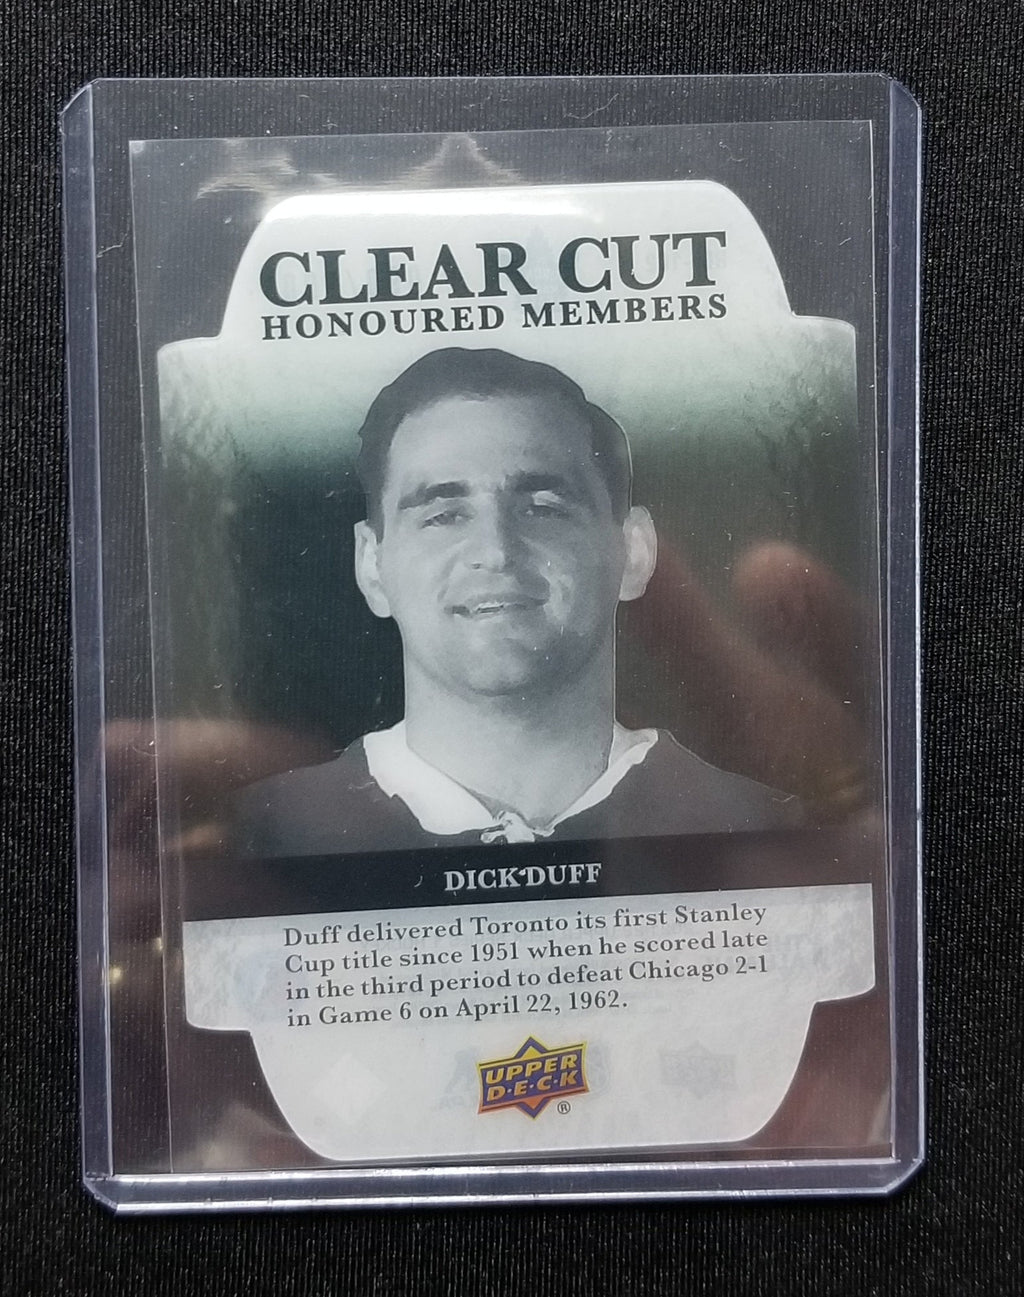 CLEAR CUT
HONOURED MEMBERS
DICK DUFF
Duff delivered Toronto its first Stanley
Cup title since 1951 when he scored late
in the third period to defeat Chicago 2-1
in Game 6 on April 22, 1962.
UPPER
D·E·C·K
®